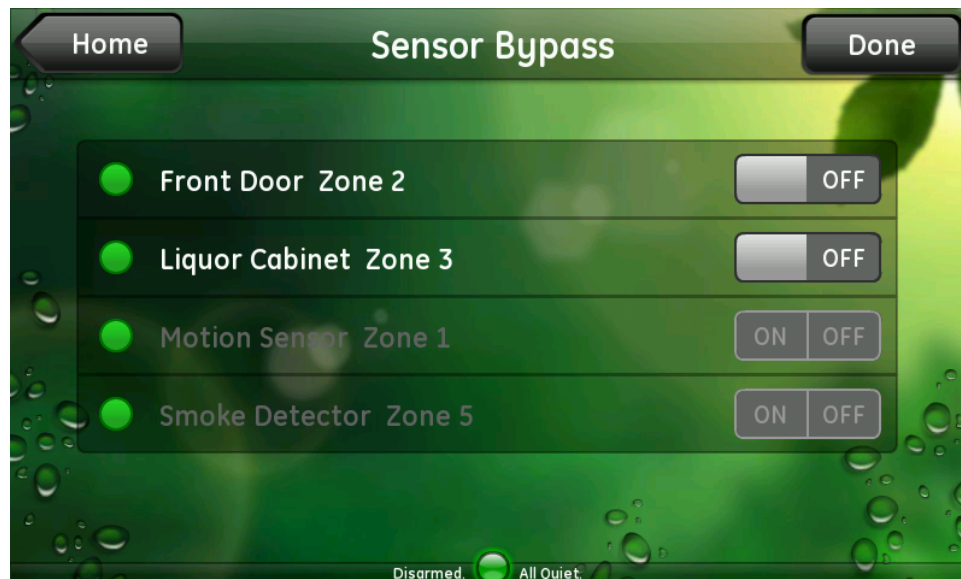 Home Sensor Bypass Done
Front Door Zone 2 OFF
Liquor Cabinet Zone 3 OFF
Motion Sensor Zone 1 ON OFF
Smoke Detector Zone 5 ON OFF
Disarmed. All Quiet.